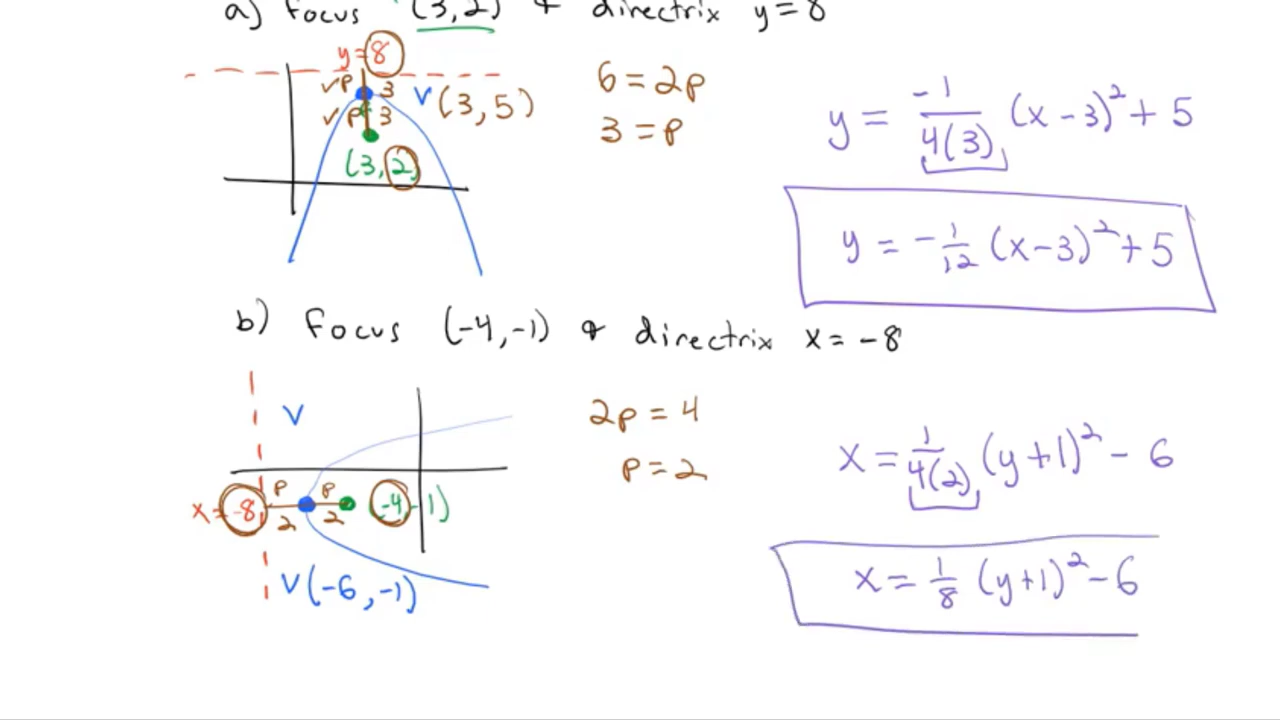 a) Focus (3,2) & directrix y=8
y=8
p 3
p 3
V(3,5)
(3,2)
6=2p
3=p
y = -1/4(3) (x-3)²+5
y = -1/12 (x-3)²+5
b) Focus (-4,-1) & directrix x=-8
V
x=-8
p p
2 2
(-4,-1)
V(-6,-1)
2p=4
p=2
x=1/4(2) (y+1)²-6
x=1/8 (y+1)²-6